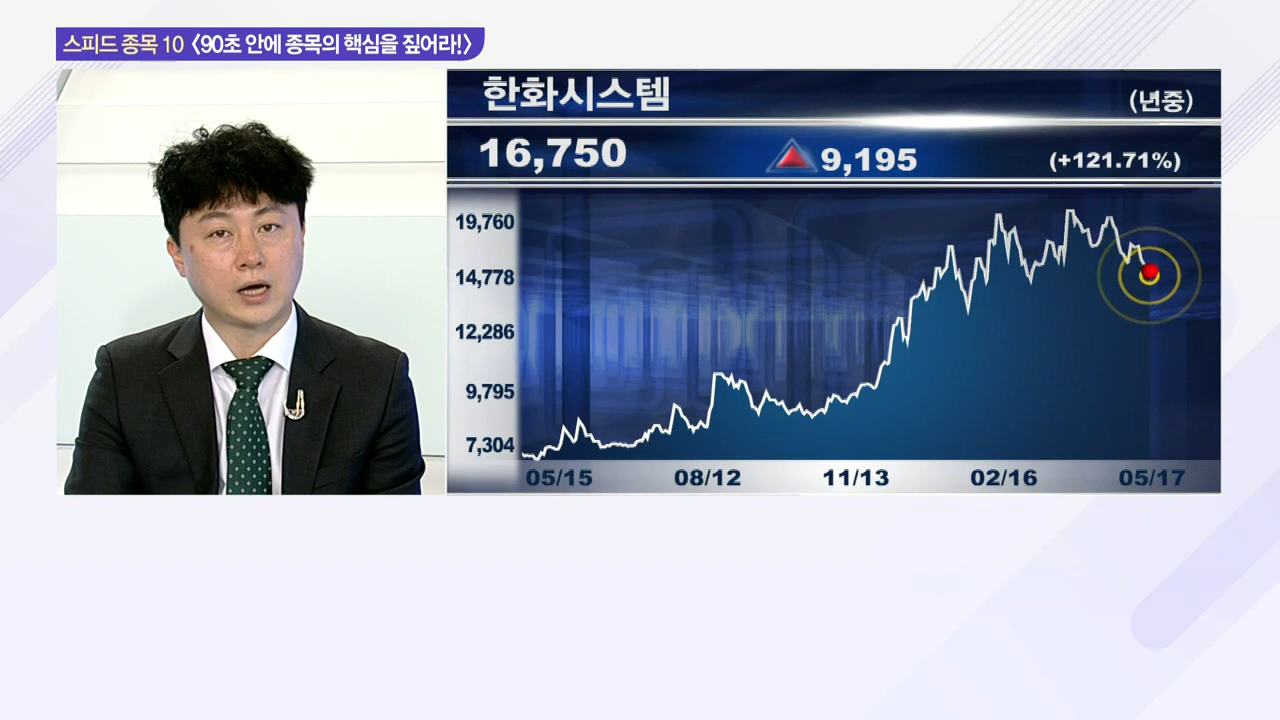 스피드 종목 10 <90초 안에 종목의 핵심을 짚어라!>
한화시스템
(년중)
16,750 9,195 (+121.71%)
19,760
14,778
12,286
9,795
7,304
05/15 08/12 11/13 02/16 05/17